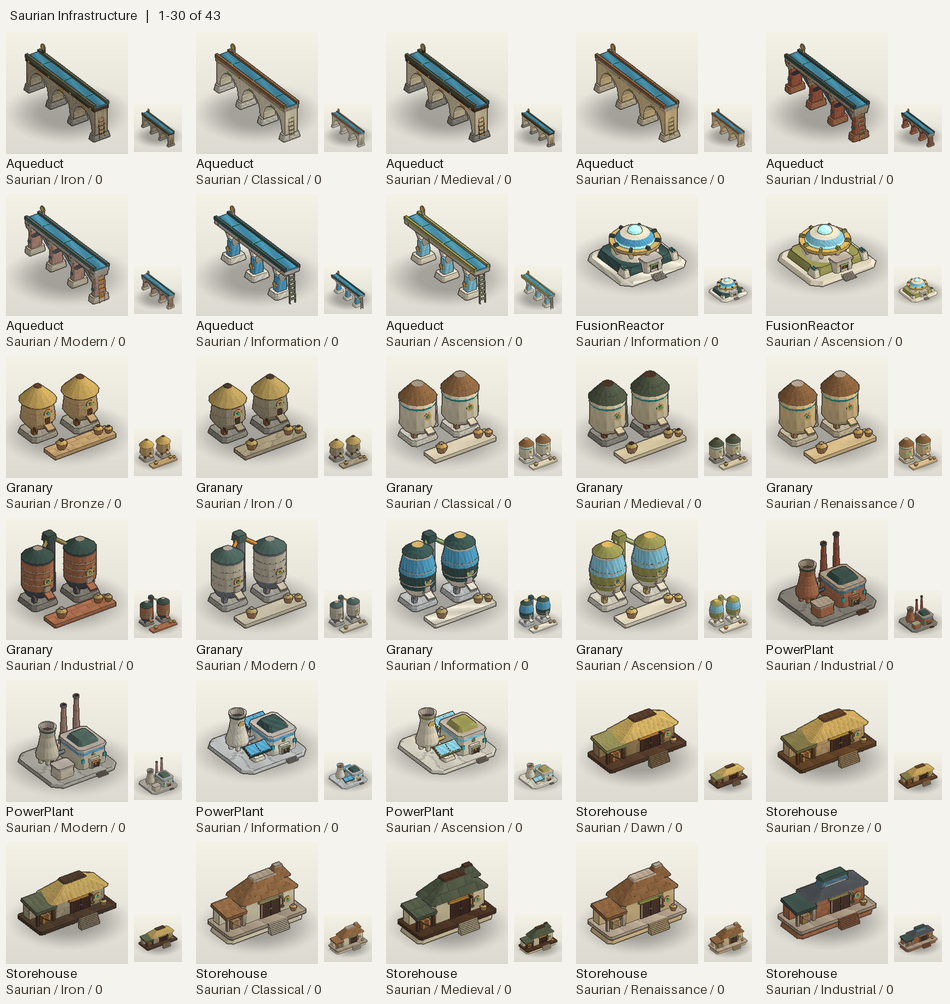 Saurian Infrastructure | 1-30 of 43
Aqueduct Aqueduct Aqueduct Aqueduct Aqueduct
Saurian / Iron / 0 Saurian / Classical / 0 Saurian / Medieval / 0 Saurian / Renaissance / 0 Saurian / Industrial / 0
Aqueduct Aqueduct Aqueduct FusionReactor FusionReactor
Saurian / Modern / 0 Saurian / Information / 0 Saurian / Ascension / 0 Saurian / Information / 0 Saurian / Ascension / 0
Granary Granary Granary Granary Granary
Saurian / Bronze / 0 Saurian / Iron / 0 Saurian / Classical / 0 Saurian / Medieval / 0 Saurian / Renaissance / 0
Granary Granary Granary Granary PowerPlant
Saurian / Industrial / 0 Saurian / Modern / 0 Saurian / Information / 0 Saurian / Ascension / 0 Saurian / Industrial / 0
PowerPlant PowerPlant PowerPlant Storehouse Storehouse
Saurian / Modern / 0 Saurian / Information / 0 Saurian / Ascension / 0 Saurian / Dawn / 0 Saurian / Bronze / 0
Storehouse Storehouse Storehouse Storehouse Storehouse
Saurian / Iron / 0 Saurian / Classical / 0 Saurian / Medieval / 0 Saurian / Renaissance / 0 Saurian / Industrial / 0